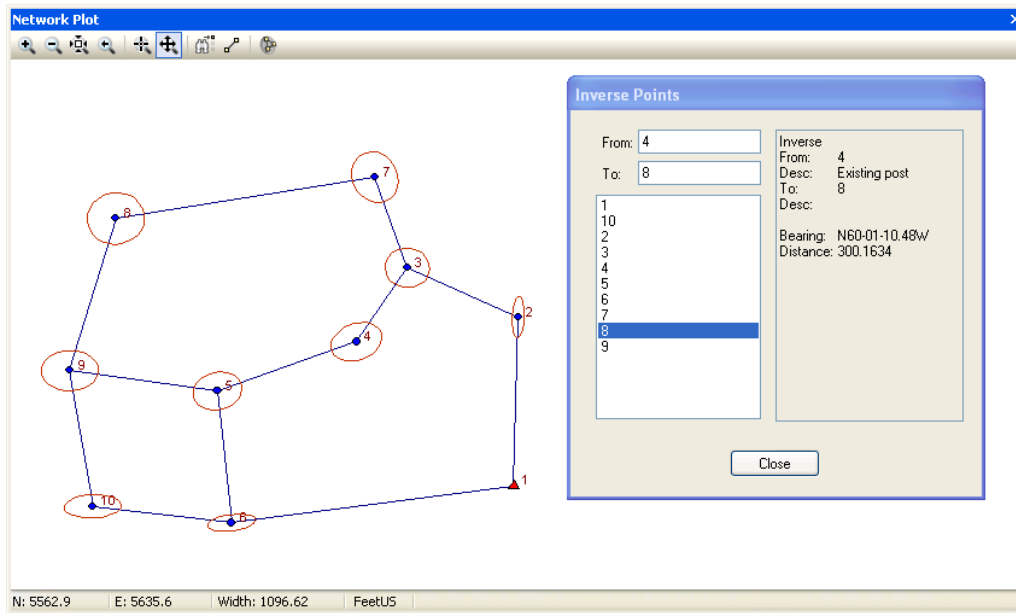 Network Plot
8
7
3
2
4
9
5
1
10
6
Inverse Points
From: 4
To: 8
1
10
2
3
4
5
6
7
8
9
Inverse
From: 4
Desc: Existing post
To: 8
Desc:
Bearing: N60-01-10.48W
Distance: 300.1634
Close
N: 5562.9 E: 5635.6 Width: 1096.62 FeetUS